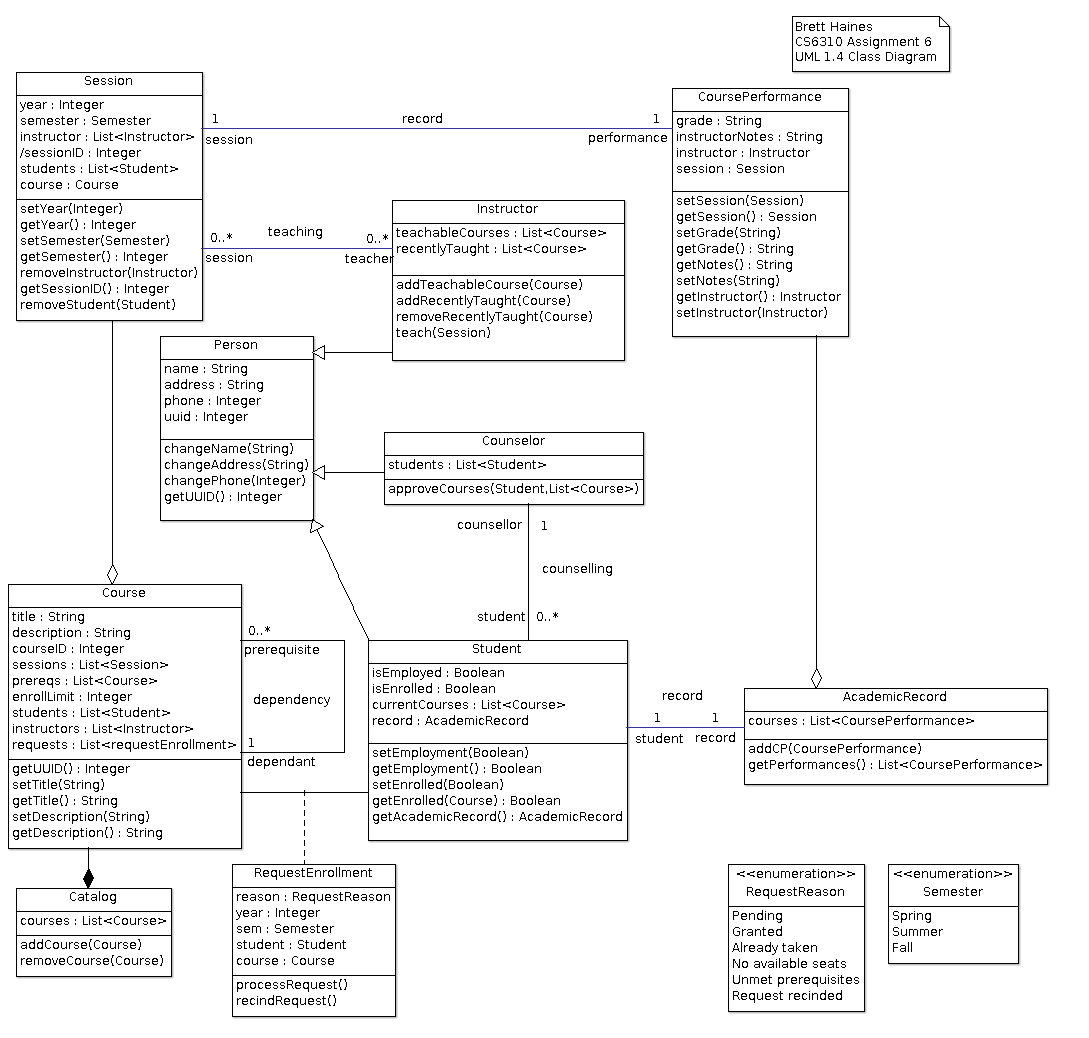 Brett Haines
CS6310 Assignment 6
UML 1.4 Class Diagram
Session
year : Integer
semester : Semester
instructor : List<Instructor>
/sessionID : Integer
students : List<Student>
course : Course
setYear(Integer)
getYear() : Integer
setSemester(Semester)
getSemester() : Integer
removeInstructor(Instructor)
getSessionID() : Integer
removeStudent(Student)
1
session
record
1
performance
CoursePerformance
grade : String
instructorNotes : String
instructor : Instructor
session : Session
setSession(Session)
getSession() : Session
setGrade(String)
getGrade() : String
getNotes() : String
setNotes(String)
getInstructor() : Instructor
setInstructor(Instructor)
0..*
session
teaching
0..*
teacher
Instructor
teachableCourses : List<Course>
recentlyTaught : List<Course>
addTeachableCourse(Course)
addRecentlyTaught(Course)
removeRecentlyTaught(Course)
teach(Session)
Person
name : String
address : String
phone : Integer
uuid : Integer
changeName(String)
changeAddress(String)
changePhone(Integer)
getUUID() : Integer
Counselor
students : List<Student>
approveCourses(Student,List<Course>)
counsellor
1
counselling
student
0..*
Course
title : String
description : String
courseID : Integer
sessions : List<Session>
prereqs : List<Course>
enrollLimit : Integer
students : List<Student>
instructors : List<Instructor>
requests : List<requestEnrollment>
getUUID() : Integer
setTitle(String)
getTitle() : String
setDescription(String)
getDescription() : String
0..*
prerequisite
dependency
1
dependant
Student
isEmployed : Boolean
isEnrolled : Boolean
currentCourses : List<Course>
record : AcademicRecord
setEmployment(Boolean)
getEmployment() : Boolean
setEnrolled(Boolean)
getEnrolled(Course) : Boolean
getAcademicRecord() : AcademicRecord
record
1
student
1
record
AcademicRecord
courses : List<CoursePerformance>
addCP(CoursePerformance)
getPerformances() : List<CoursePerformance>
Catalog
courses : List<Course>
addCourse(Course)
removeCourse(Course)
RequestEnrollment
reason : RequestReason
year : Integer
sem : Semester
student : Student
course : Course
processRequest()
recindRequest()
<<enumeration>>
RequestReason
Pending
Granted
Already taken
No available seats
Unmet prerequisites
Request recinded
<<enumeration>>
Semester
Spring
Summer
Fall